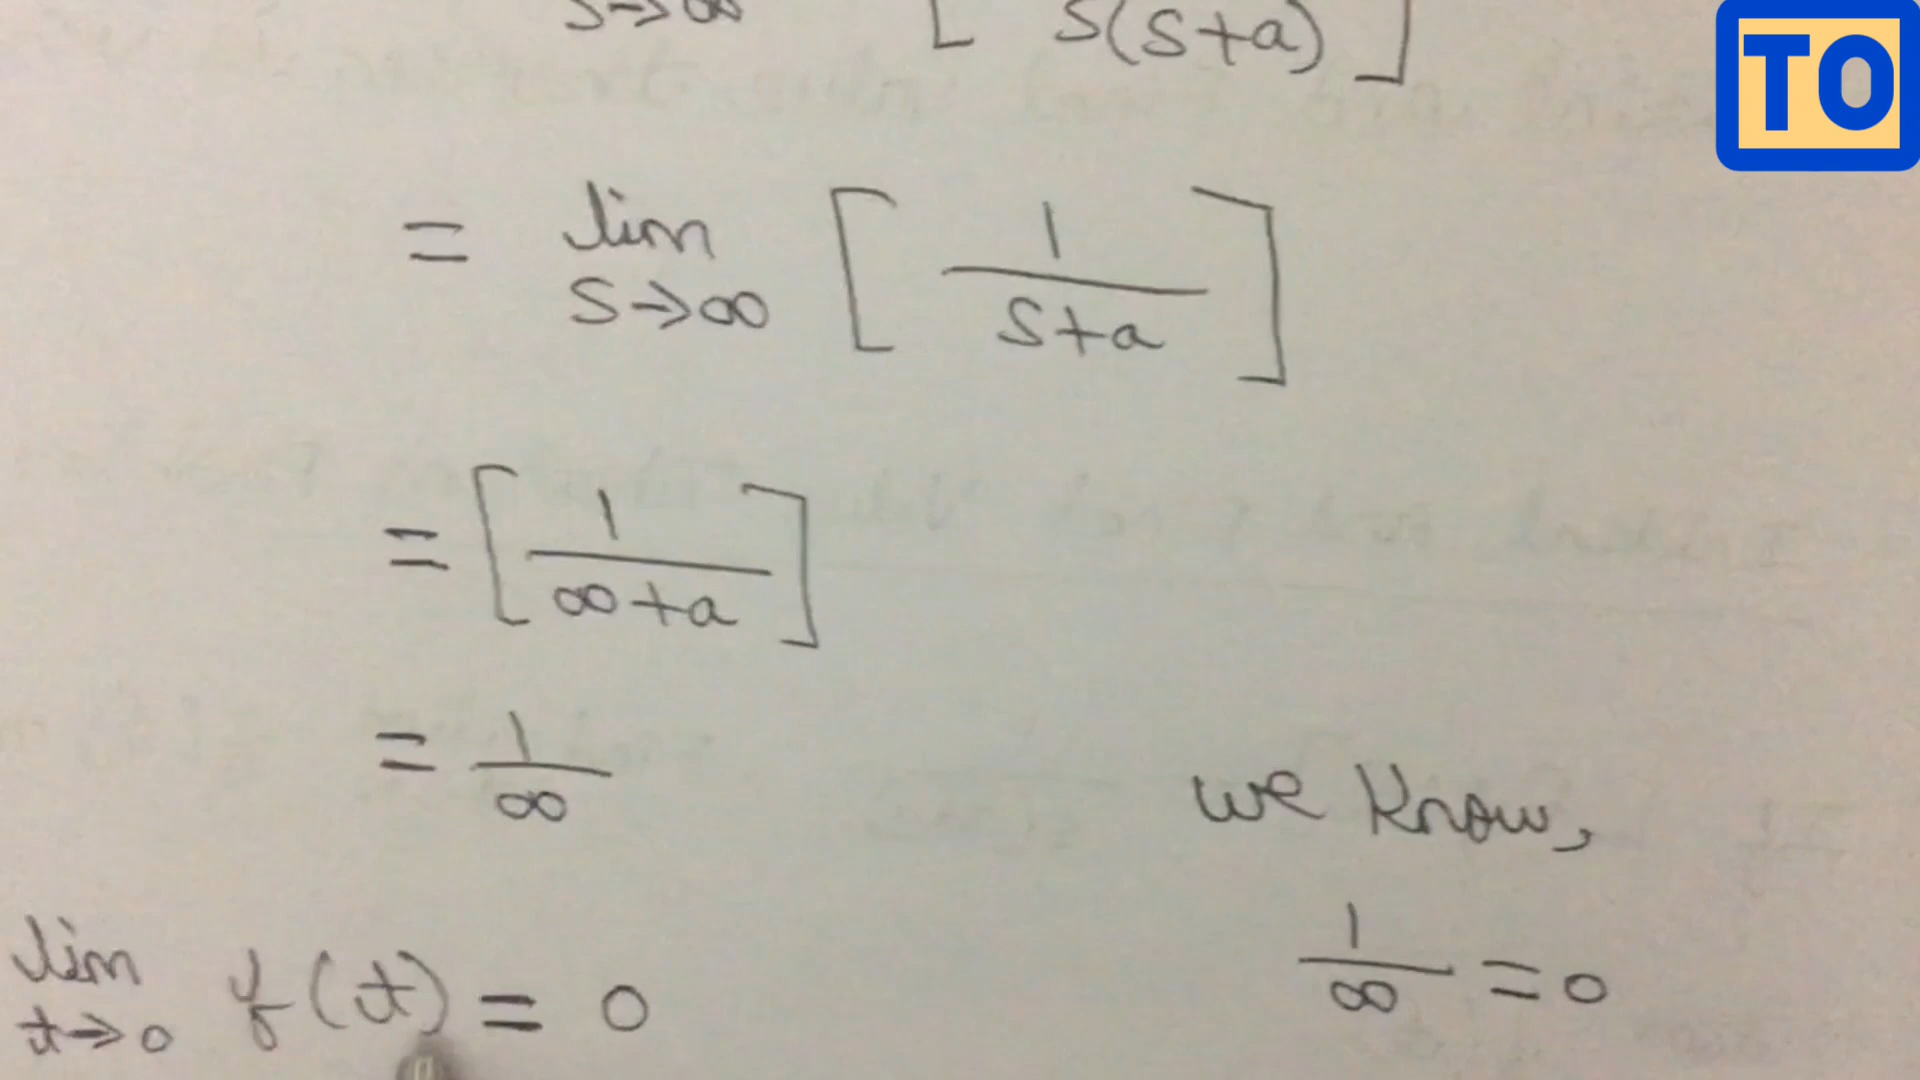 S→∞ [ S(S+a) ]
TO
= lim S→∞ [ 1 / S+a ]
= [ 1 / ∞+a ]
= 1 / ∞
we know,
lim t→0 f(t) = 0
1 / ∞ = 0